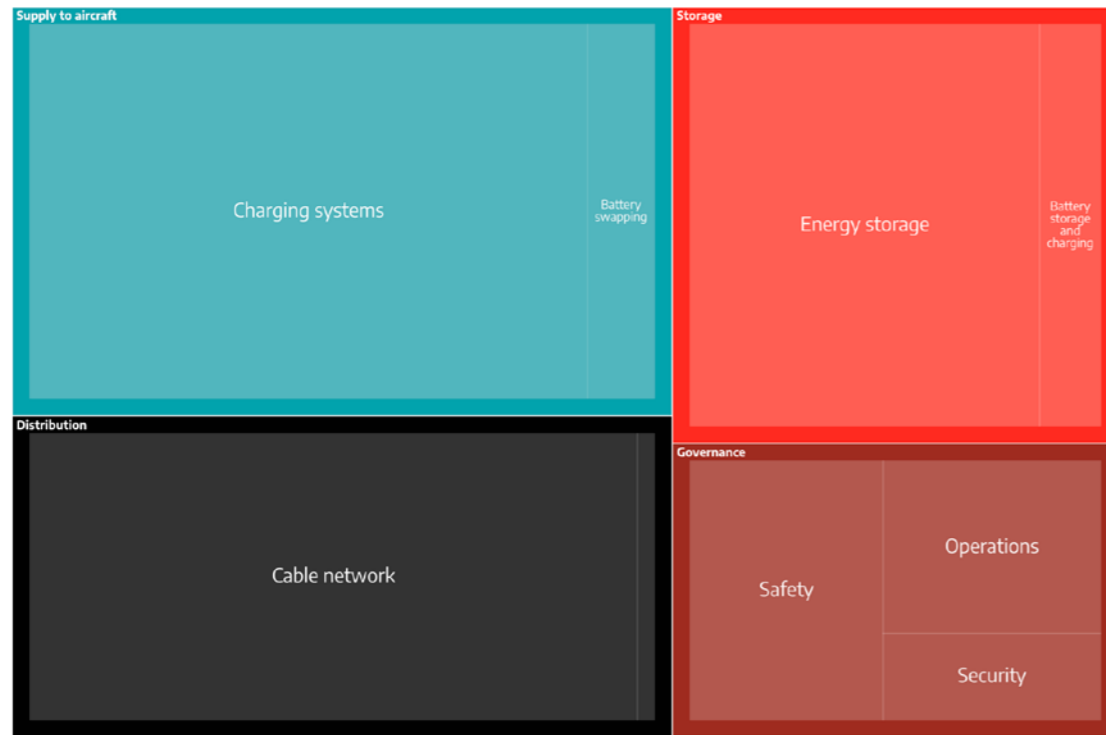 Supply to aircraft
Charging systems
Battery
swapping
Storage
Energy storage
Battery
storage
and
charging
Distribution
Cable network
Governance
Safety
Operations
Security